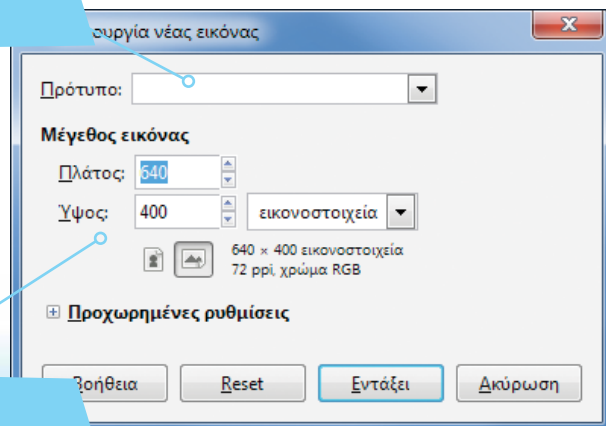 ουργία νέας εικόνας
Πρότυπο:
Μέγεθος εικόνας
Πλάτος: 640
Ύψος: 400 εικονοστοιχεία
640 × 400 εικονοστοιχεία
72 ppi, χρώμα RGB
Προχωρημένες ρυθμίσεις
Βοήθεια Reset Εντάξει Ακύρωση